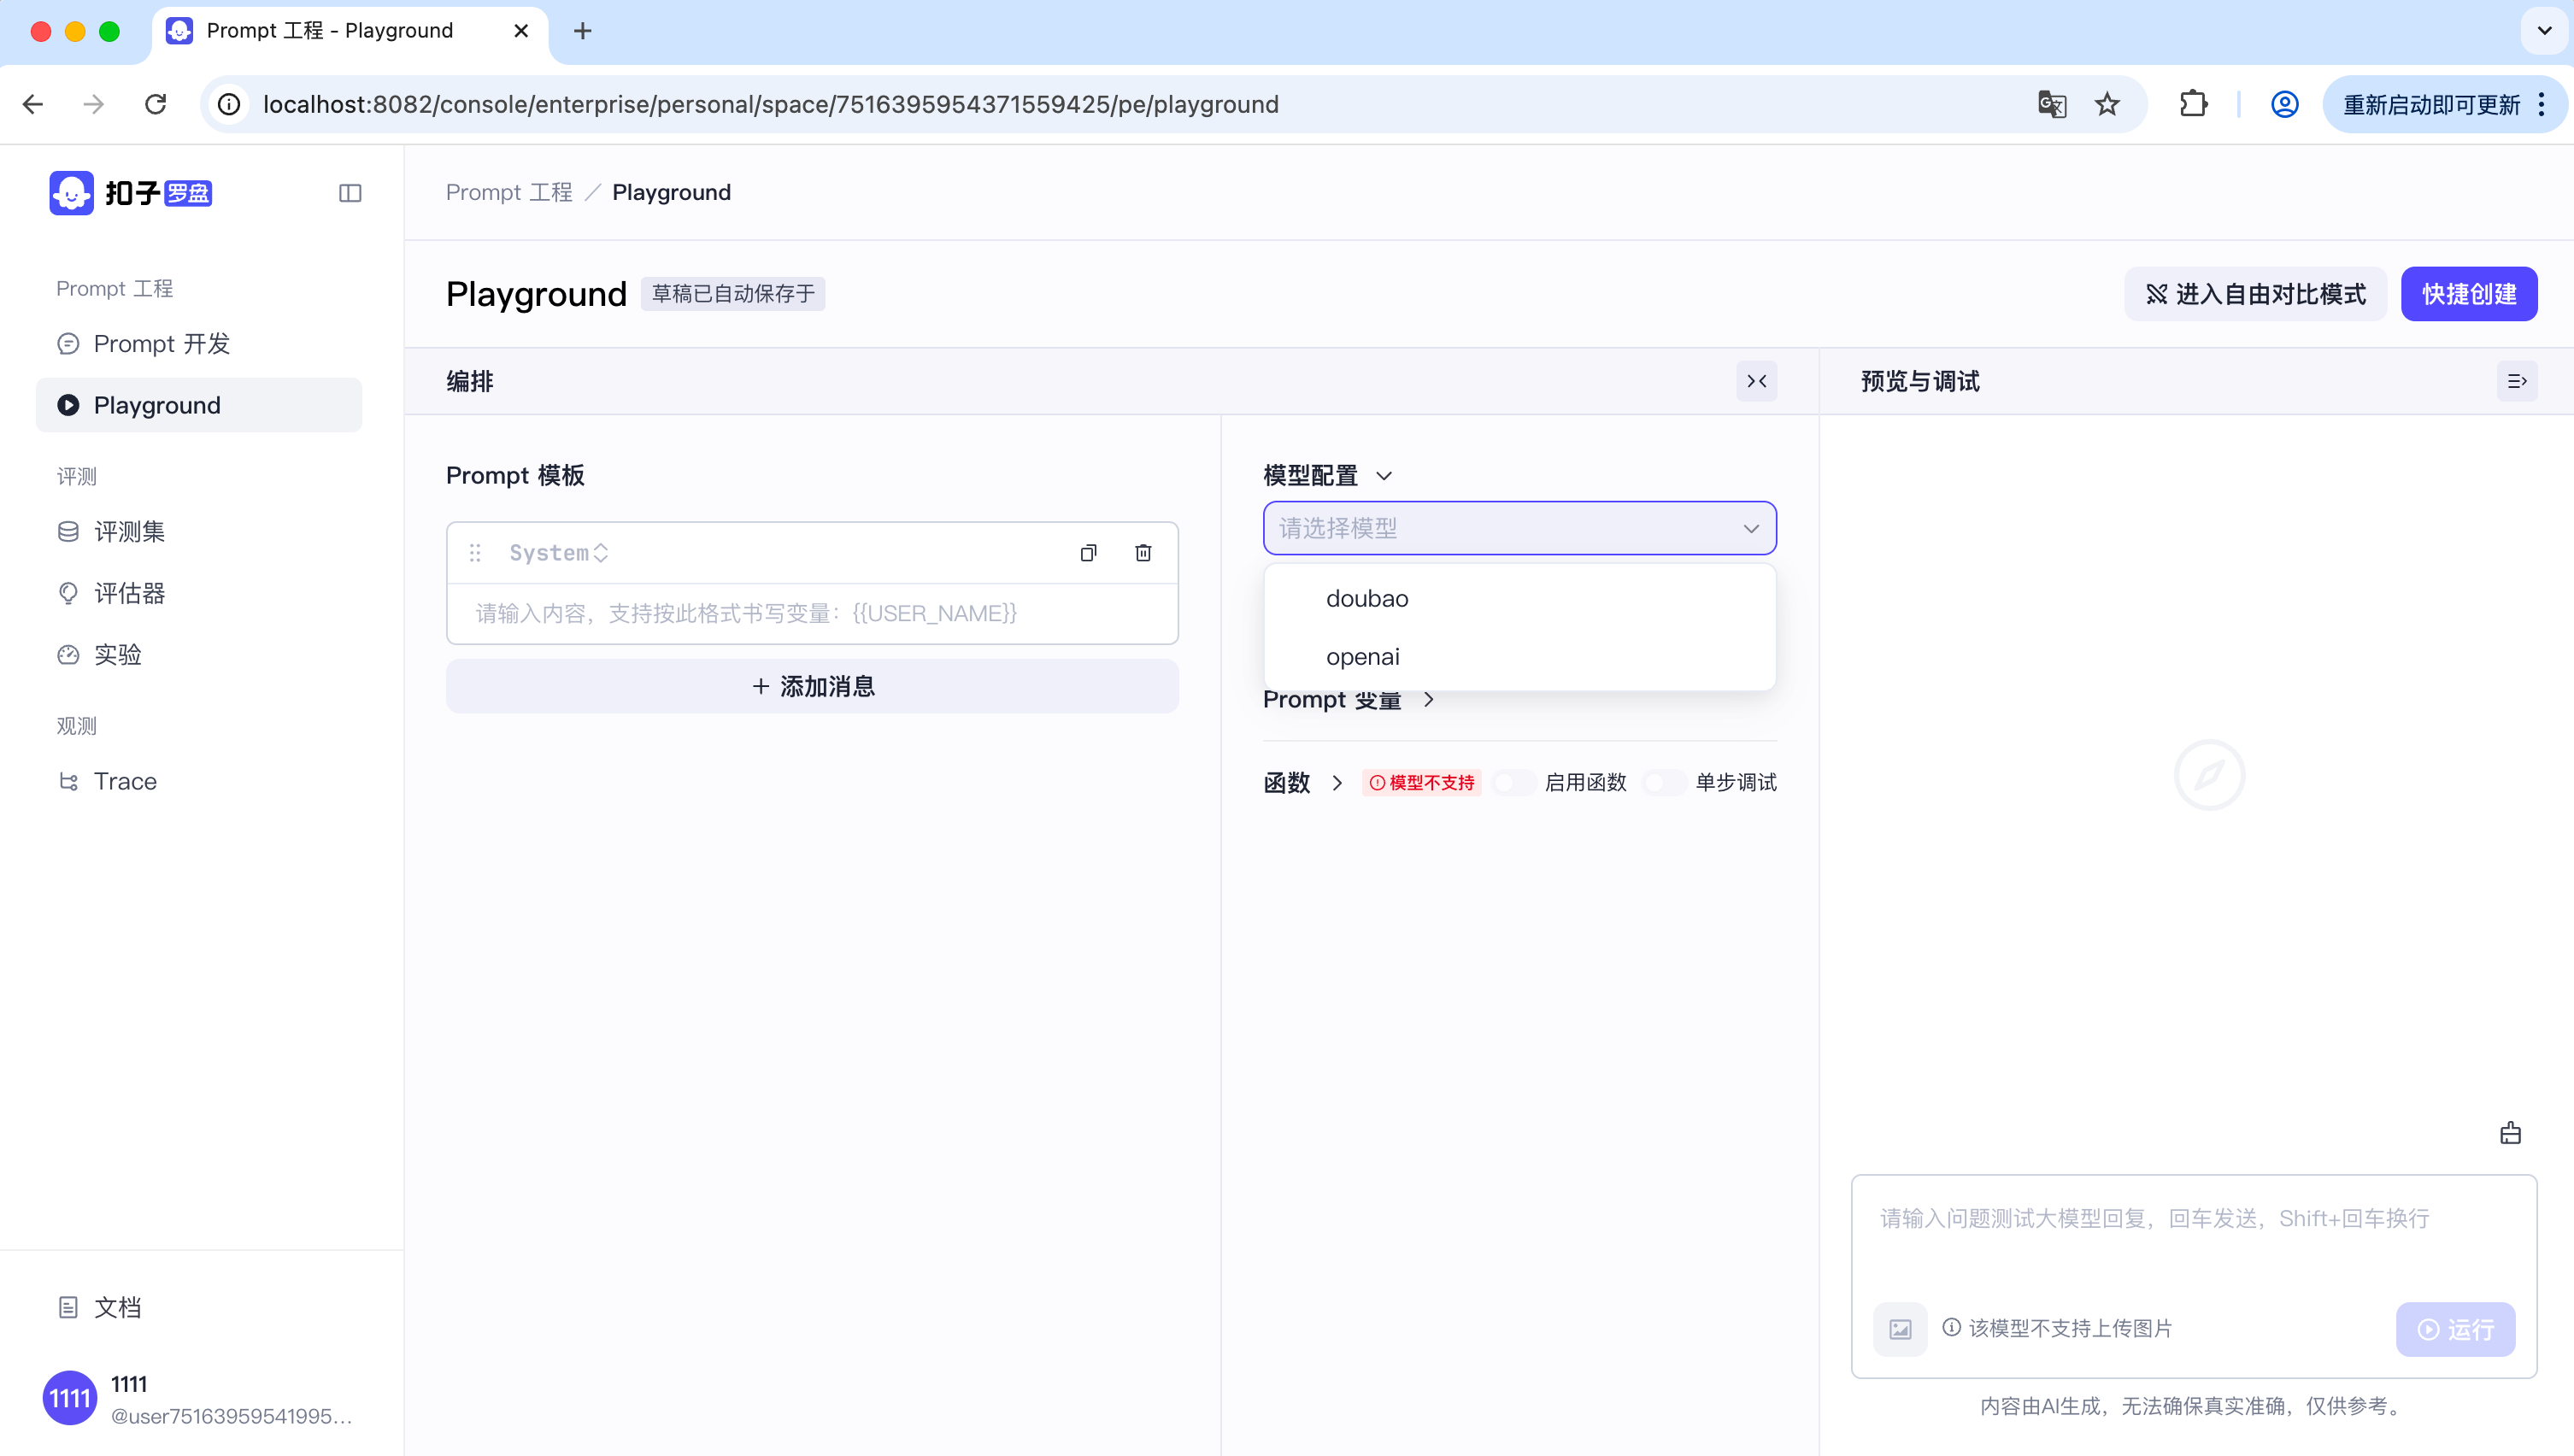 Prompt 工程 - Playground
localhost:8082/console/enterprise/personal/space/7516395954371559425/pe/playground
重新启动即可更新
扣子罗盘
Prompt 工程
Prompt 开发
Playground
评测
评测集
评估器
实验
观测
Trace
文档
1111
1111
@user75163959541995...
Prompt 工程 / Playground
Playground 草稿已自动保存于
进入自由对比模式
快捷创建
编排
Prompt 模板
System
请输入内容，支持按此格式书写变量：{{USER_NAME}}
+ 添加消息
模型配置
请选择模型
doubao
openai
Prompt 变量
函数 模型不支持 启用函数 单步调试
预览与调试
请输入问题测试大模型回复，回车发送，Shift+回车换行
该模型不支持上传图片
运行
内容由AI生成，无法确保真实准确，仅供参考。